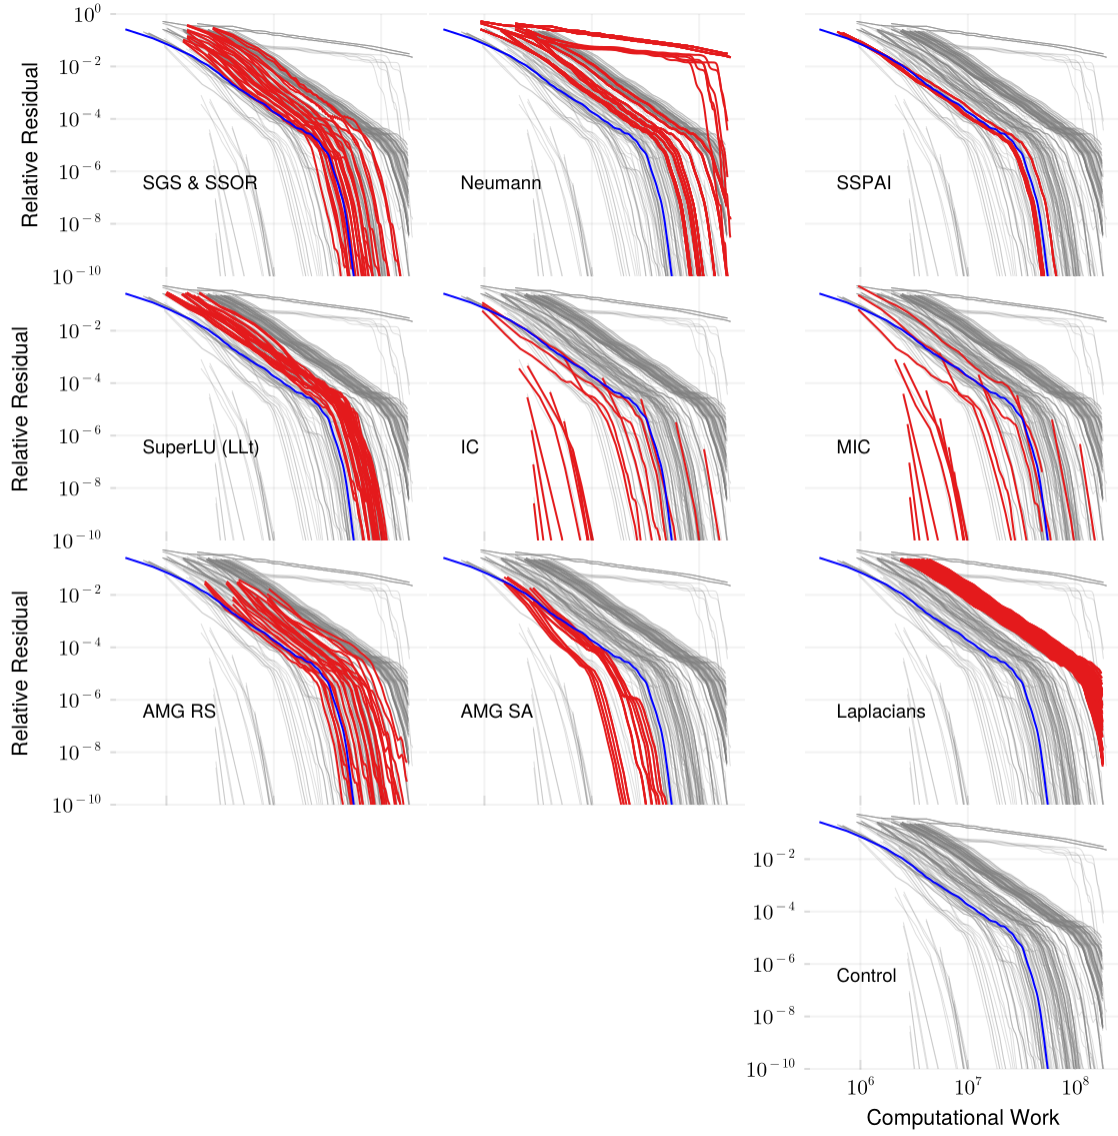 10^0
10^−2
10^−4
10^−6
10^−8
10^−10
Relative Residual
SGS & SSOR
Neumann
SSPAI
10^−2
10^−4
10^−6
10^−8
10^−10
Relative Residual
SuperLU (LLt)
IC
MIC
10^−2
10^−4
10^−6
10^−8
10^−10
Relative Residual
AMG RS
AMG SA
Laplacians
10^−2
10^−4
10^−6
10^−8
10^−10
Control
10^6 10^7 10^8
Computational Work